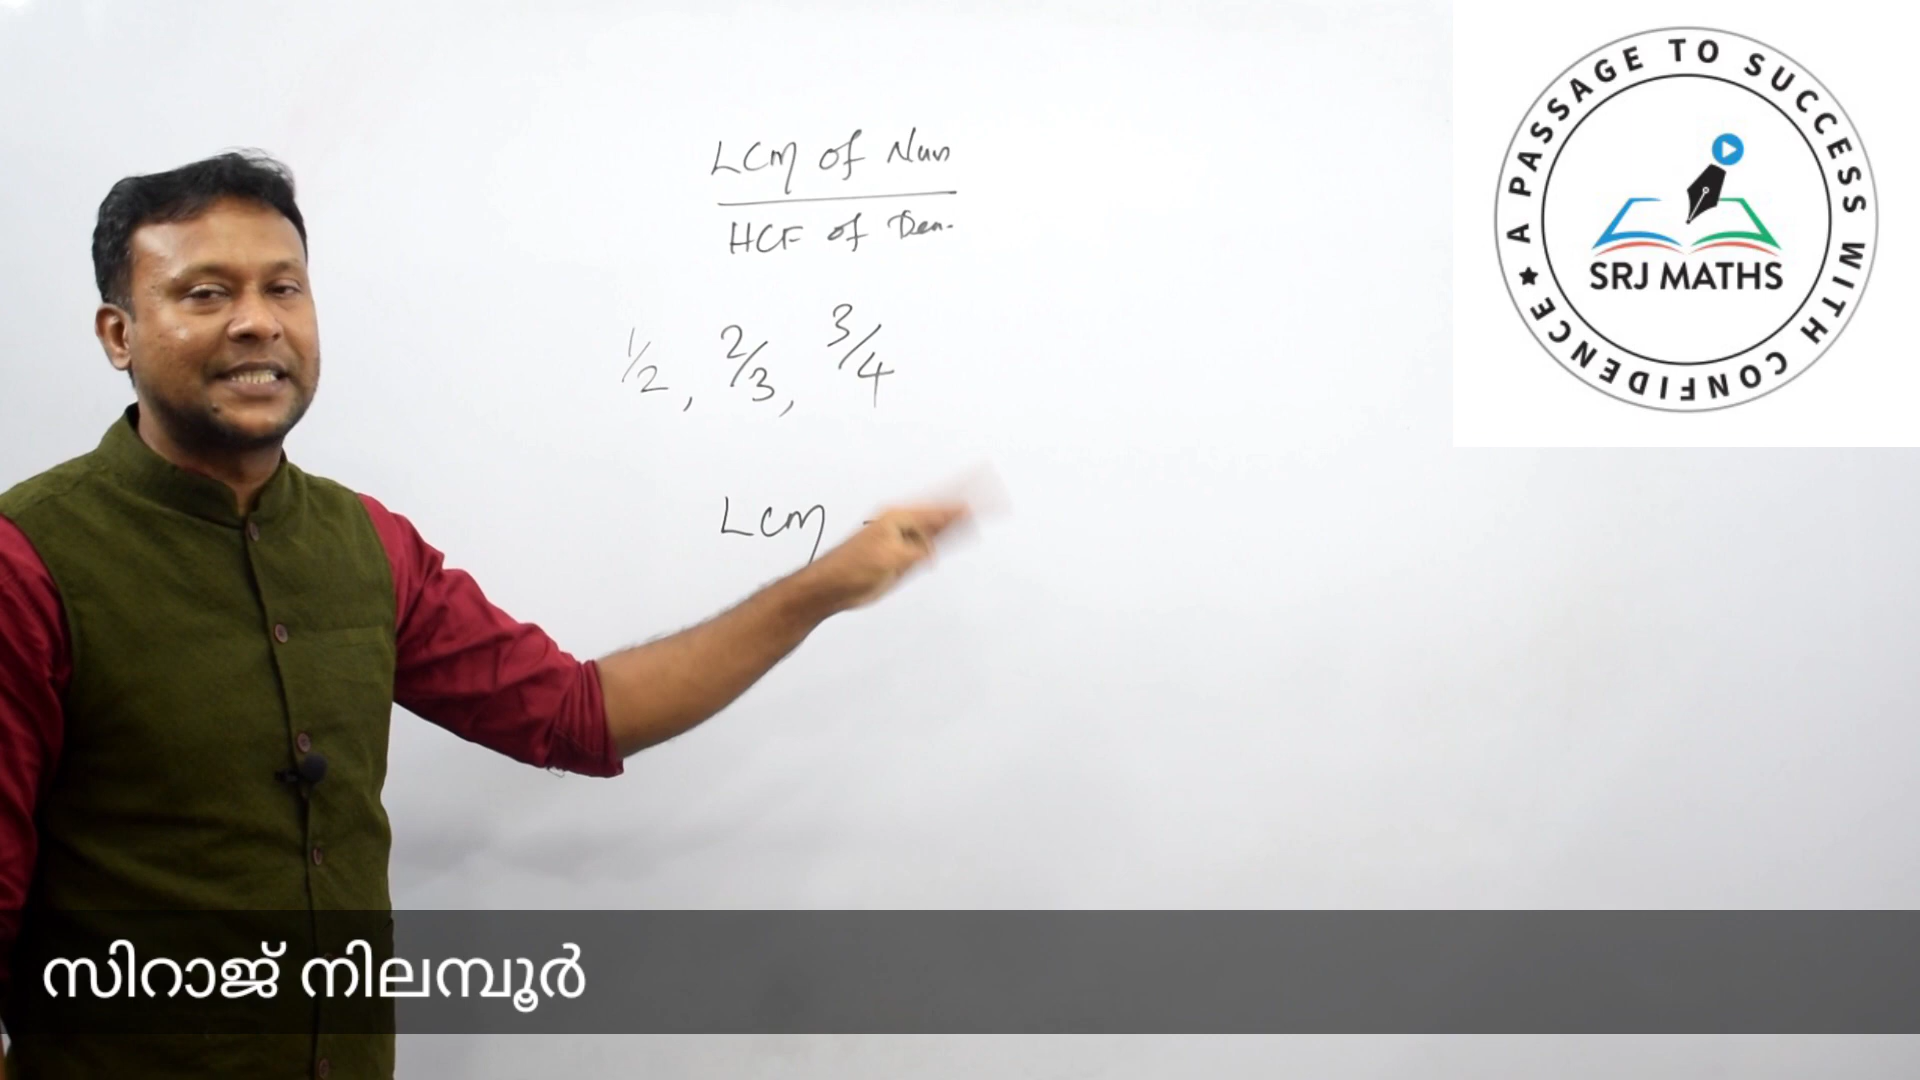 LCM of Num
HCF of Den.
1/2, 2/3, 3/4
LCM
A PASSAGE TO SUCCESS WITH CONFIDENCE
SRJ MATHS
സിറാജ് നിലമ്പൂർ